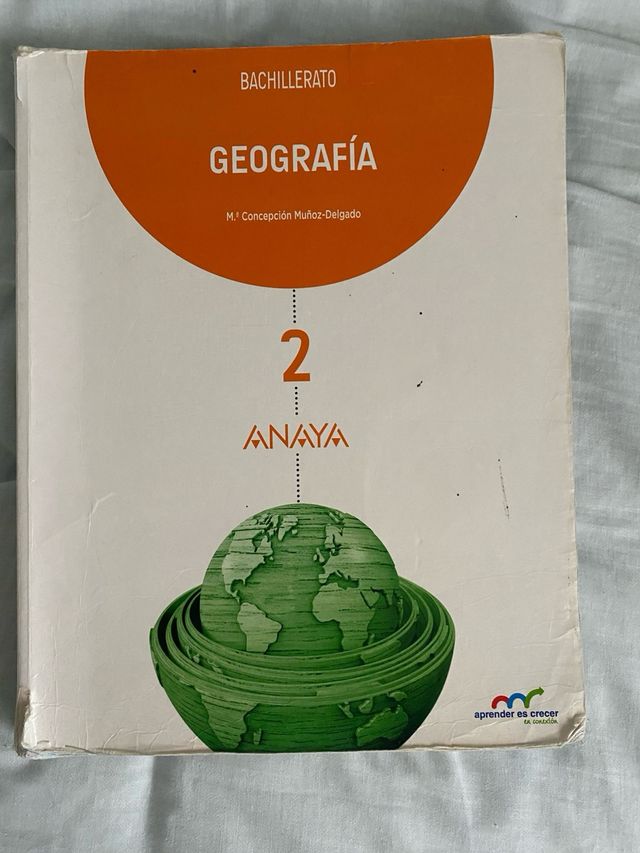 BACHILLERATO
GEOGRAFÍA
M.ª Concepción Muñoz-Delgado
2
ANAYA
aprender es crecer
en conexión